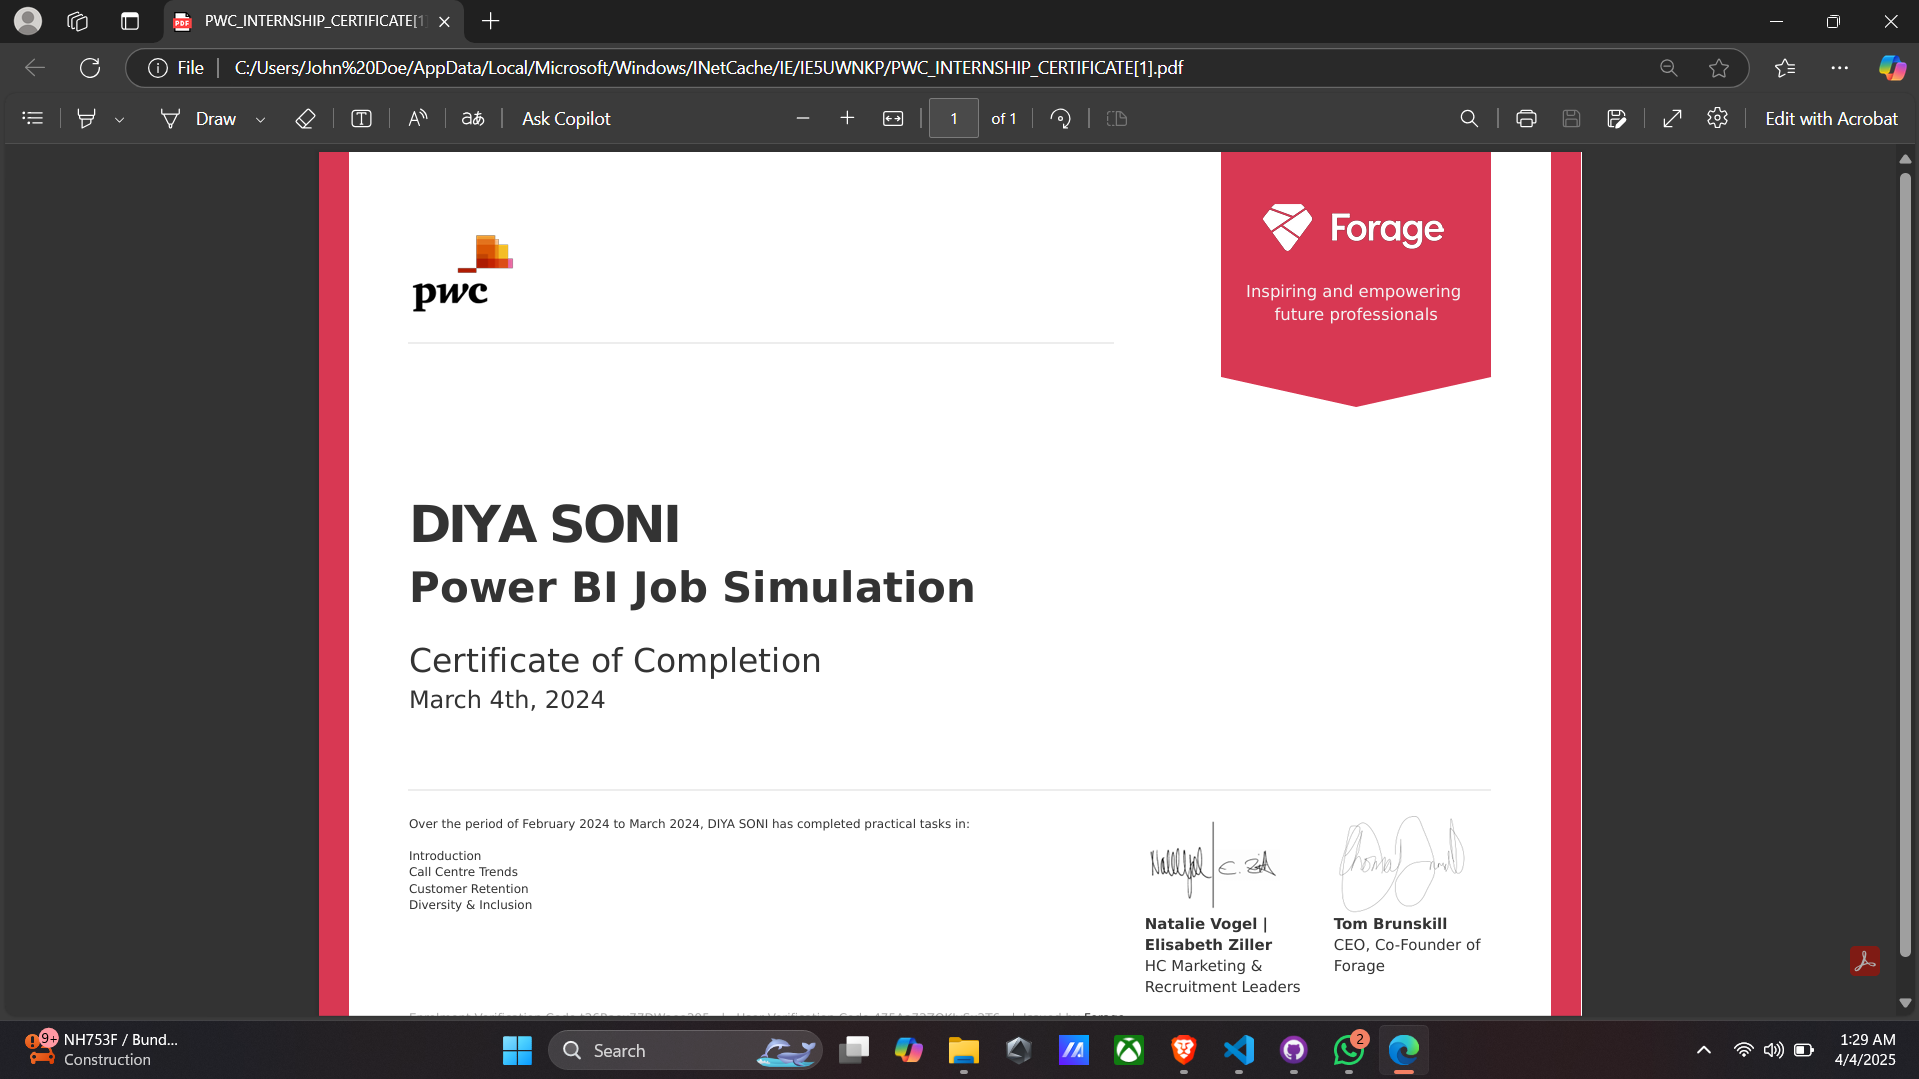 PWC_INTERNSHIP_CERTIFICATE[1]
File
C:/Users/John%20Doe/AppData/Local/Microsoft/Windows/INetCache/IE/IE5UWNKP/PWC_INTERNSHIP_CERTIFICATE[1].pdf
Draw
Ask Copilot
1 of 1
Edit with Acrobat
pwc
Forage
Inspiring and empowering
future professionals
DIYA SONI
Power BI Job Simulation
Certificate of Completion
March 4th, 2024
Over the period of February 2024 to March 2024, DIYA SONI has completed practical tasks in:
Introduction
Call Centre Trends
Customer Retention
Diversity & Inclusion
Natalie Vogel |
Elisabeth Ziller
HC Marketing &
Recruitment Leaders
Tom Brunskill
CEO, Co-Founder of
Forage
9+
NH753F / Bund...
Construction
Search
2
1:29 AM
4/4/2025